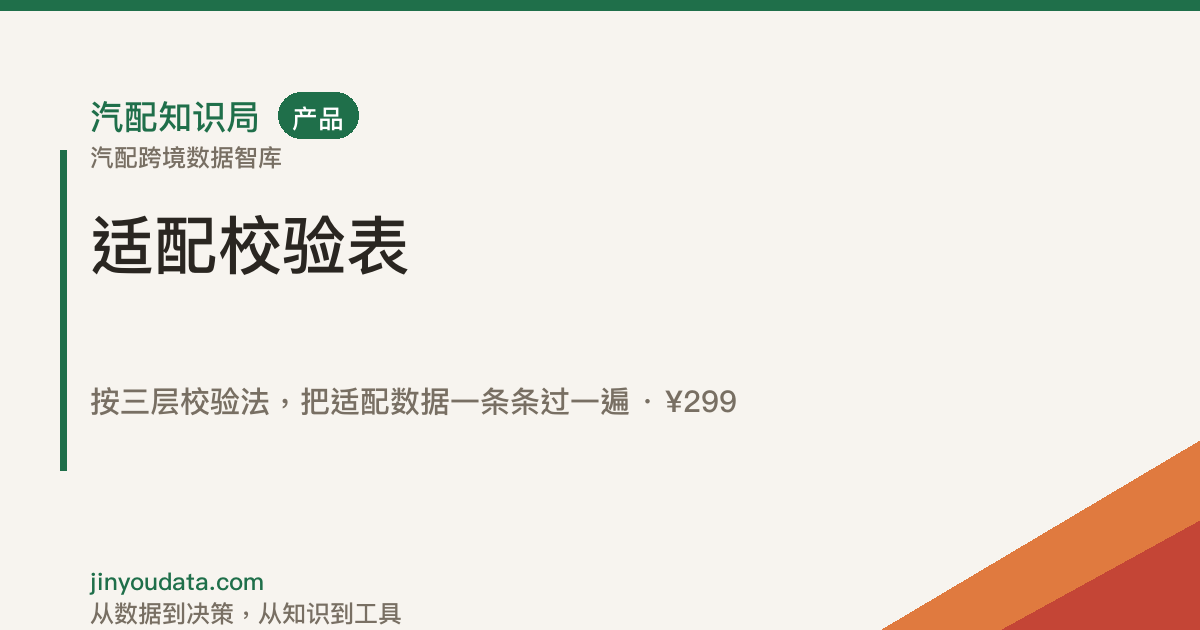 汽配知识局 产品
汽配跨境数据智库
适配校验表
按三层校验法，把适配数据一条条过一遍 · ¥299
jinyoudata.com
从数据到决策，从知识到工具